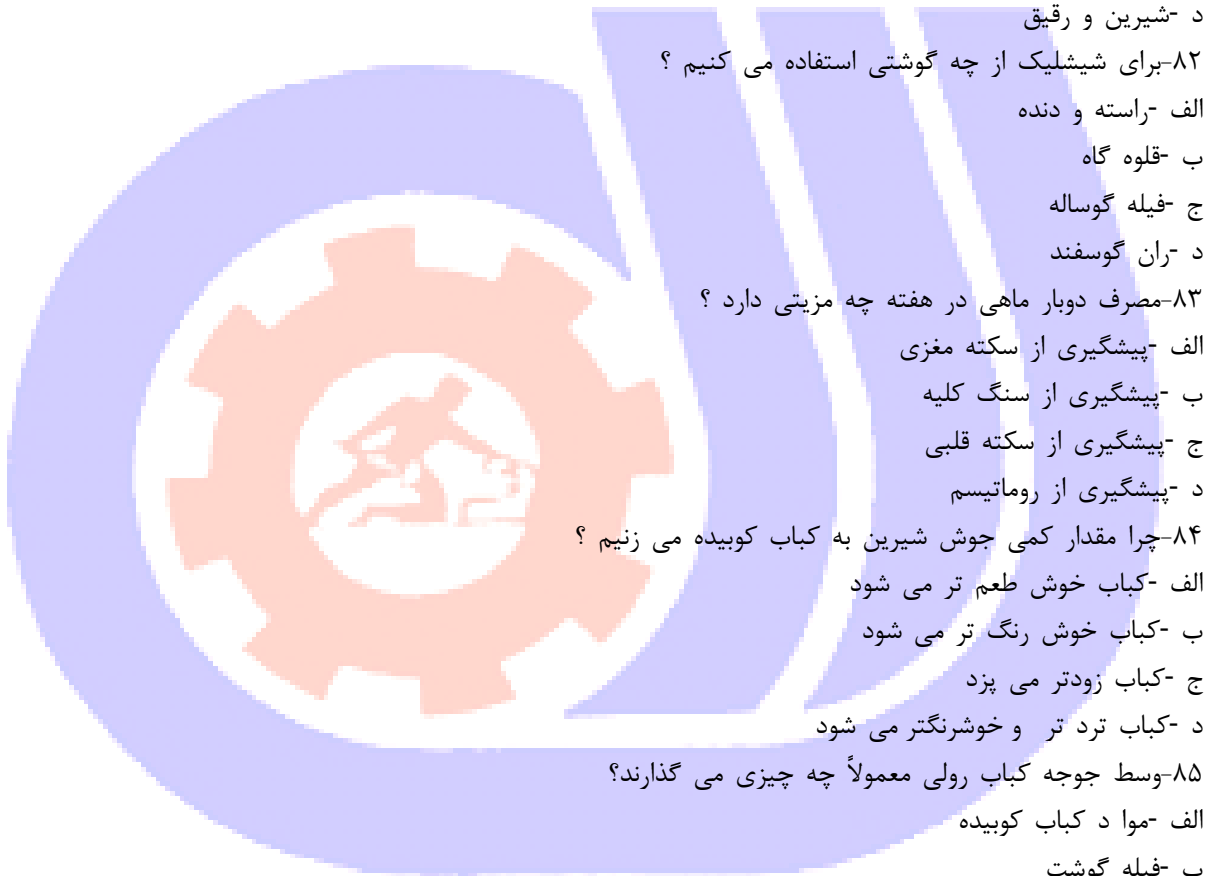 د -شیرین و رقیق
۸۲-برای شیشلیک از چه گوشتی استفاده می کنیم ؟
الف -راسته و دنده
ب -قلوه گاه
ج -فیله گوساله
د -ران گوسفند
۸۳-مصرف دوبار ماهی در هفته چه مزیتی دارد ؟
الف -پیشگیری از سکته مغزی
ب -پیشگیری از سنگ کلیه
ج -پیشگیری از سکته قلبی
د -پیشگیری از روماتیسم
۸۴-چرا مقدار کمی جوش شیرین به کباب کوبیده می زنیم ؟
الف -کباب خوش طعم تر می شود
ب -کباب خوش رنگ تر می شود
ج -کباب زودتر می پزد
د -کباب ترد تر و خوشرنگتر می شود
۸۵-وسط جوجه کباب رولی معمولاً چه چیزی می گذارند؟
الف -موا د کباب کوبیده
ب -فیله گوشت